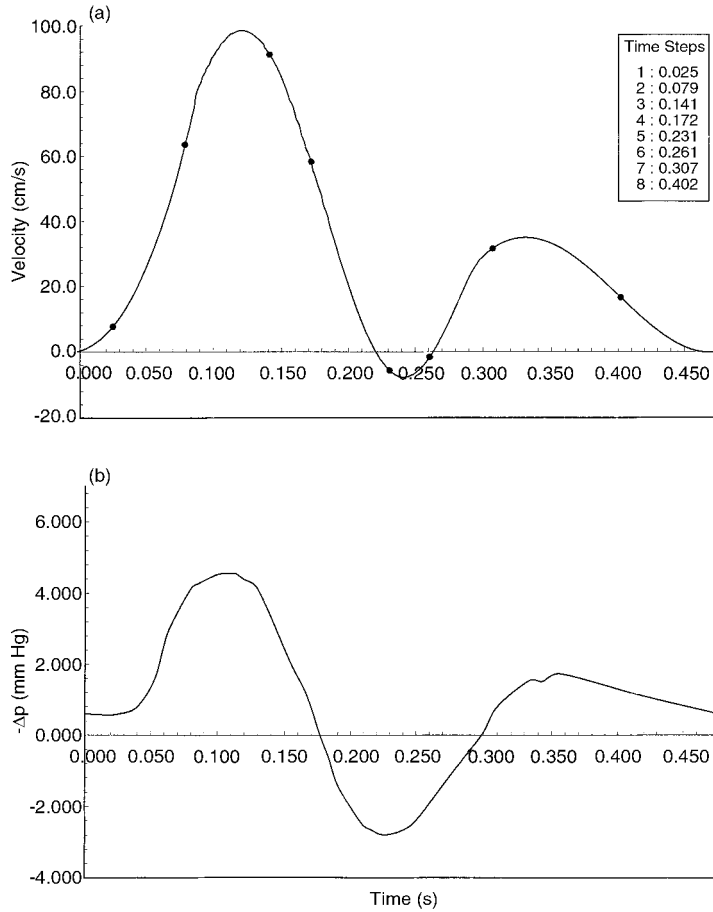 (a)
100.0
80.0
60.0
40.0
20.0
0.0
-20.0
Velocity (cm/s)
0.000 0.050 0.100 0.150 0.200 0.250 0.300 0.350 0.400 0.450
Time Steps
1 : 0.025
2 : 0.079
3 : 0.141
4 : 0.172
5 : 0.231
6 : 0.261
7 : 0.307
8 : 0.402
(b)
6.000
4.000
2.000
0.000
-2.000
-4.000
-Δp (mm Hg)
0.000 0.050 0.100 0.150 0.200 0.250 0.300 0.350 0.400 0.450
Time (s)